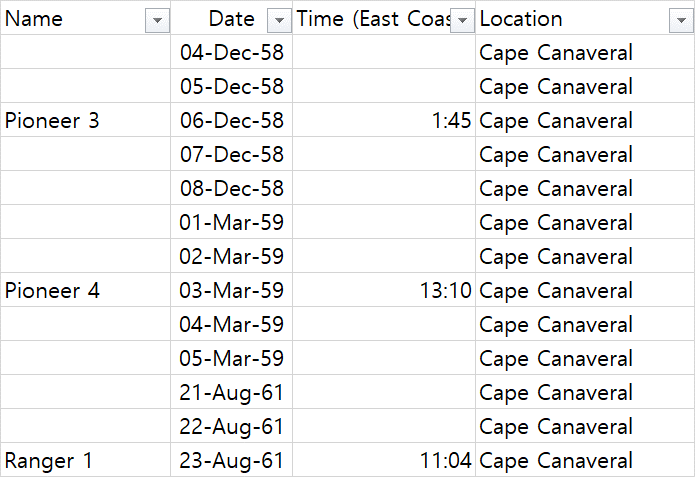 Name Date Time (East Coas Location
04-Dec-58 Cape Canaveral
05-Dec-58 Cape Canaveral
Pioneer 3 06-Dec-58 1:45 Cape Canaveral
07-Dec-58 Cape Canaveral
08-Dec-58 Cape Canaveral
01-Mar-59 Cape Canaveral
02-Mar-59 Cape Canaveral
Pioneer 4 03-Mar-59 13:10 Cape Canaveral
04-Mar-59 Cape Canaveral
05-Mar-59 Cape Canaveral
21-Aug-61 Cape Canaveral
22-Aug-61 Cape Canaveral
Ranger 1 23-Aug-61 11:04 Cape Canaveral